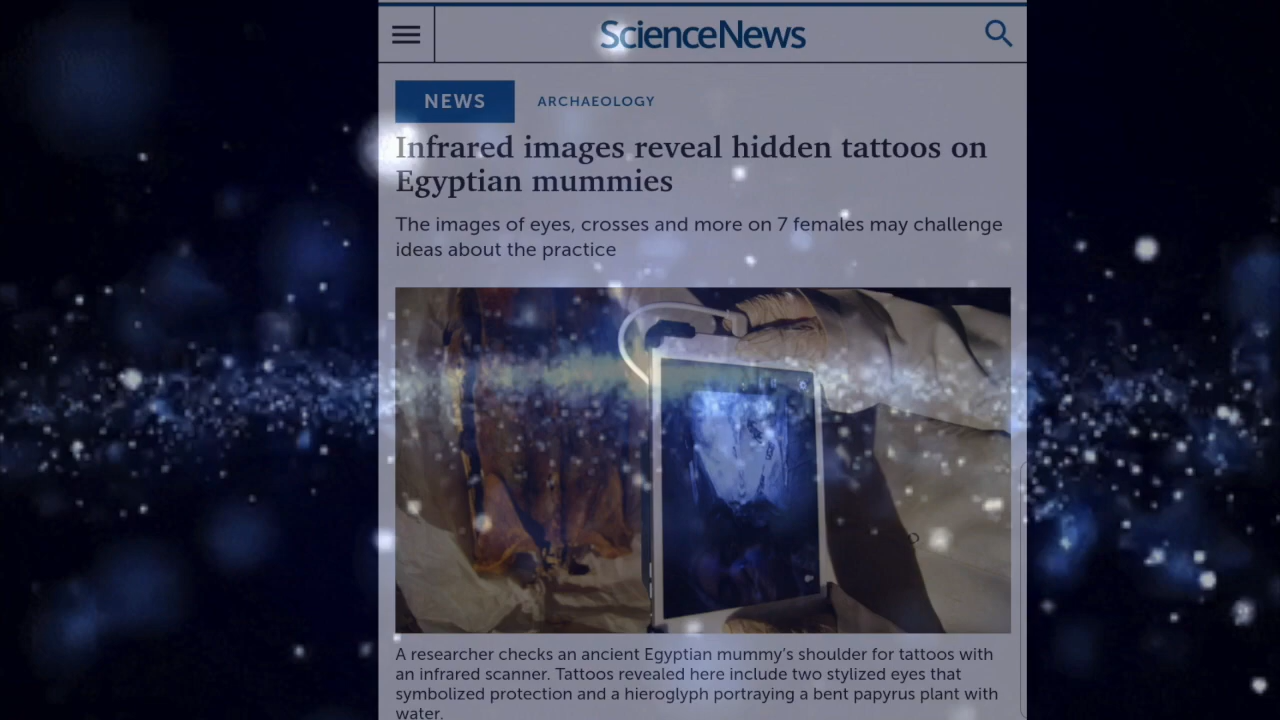 ScienceNews
NEWS
ARCHAEOLOGY
Infrared images reveal hidden tattoos on
Egyptian mummies
The images of eyes, crosses and more on 7 females may challenge
ideas about the practice
A researcher checks an ancient Egyptian mummy's shoulder for tattoos with
an infrared scanner. Tattoos revealed here include two stylized eyes that
symbolized protection and a hieroglyph portraying a bent papyrus plant with
water.